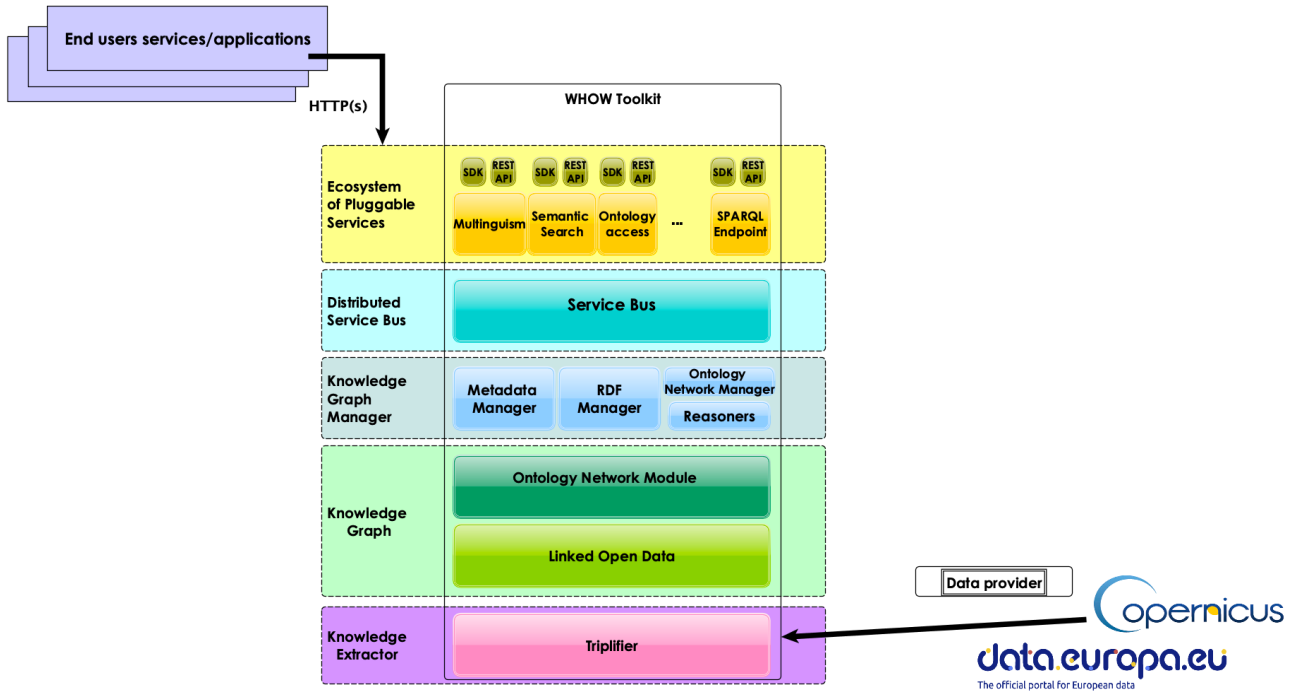 End users services/applications
HTTP(s)
WHOW Toolkit
Ecosystem
of Pluggable
Services
SDK
REST
API
SDK
REST
API
SDK
REST
API
SDK
REST
API
Multinguism
Semantic
Search
Ontology
access
...
SPARQL
Endpoint
Distributed
Service Bus
Service Bus
Knowledge
Graph
Manager
Metadata
Manager
RDF
Manager
Ontology
Network Manager
Reasoners
Knowledge
Graph
Ontology Network Module
Linked Open Data
Data provider
Copernicus
Knowledge
Extractor
Triplifier
data.europa.eu
The official portal for European data